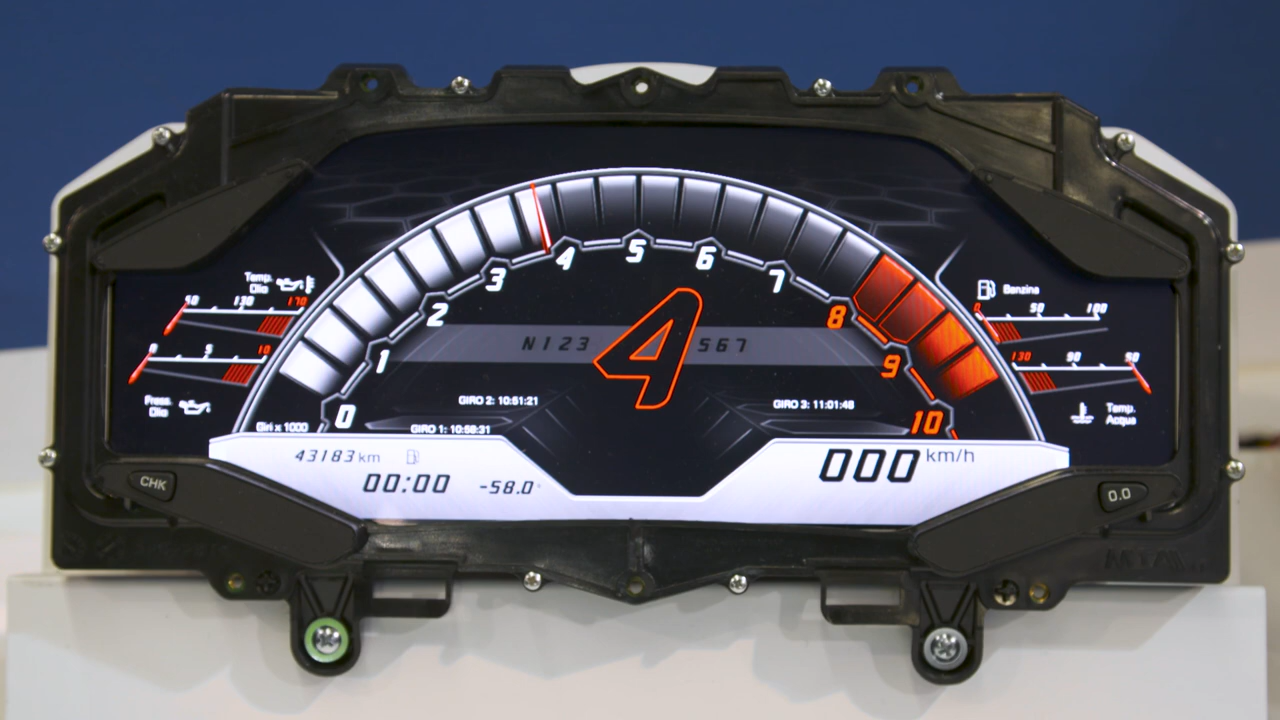 Temp.
Olio
50 130 170
0 5 10
Press.
Olio
Benzina
0 50 100
130 90 50
Temp.
Acqua
0 1 2 3 4 5 6 7 8 9 10
N123 4 567
GIRO 2: 10:51:21
GIRO 3: 11:01:48
Giri x 1000
GIRO 1: 10:58:31
43183 km
00:00 -58.0°
000 km/h
CHK
0.0